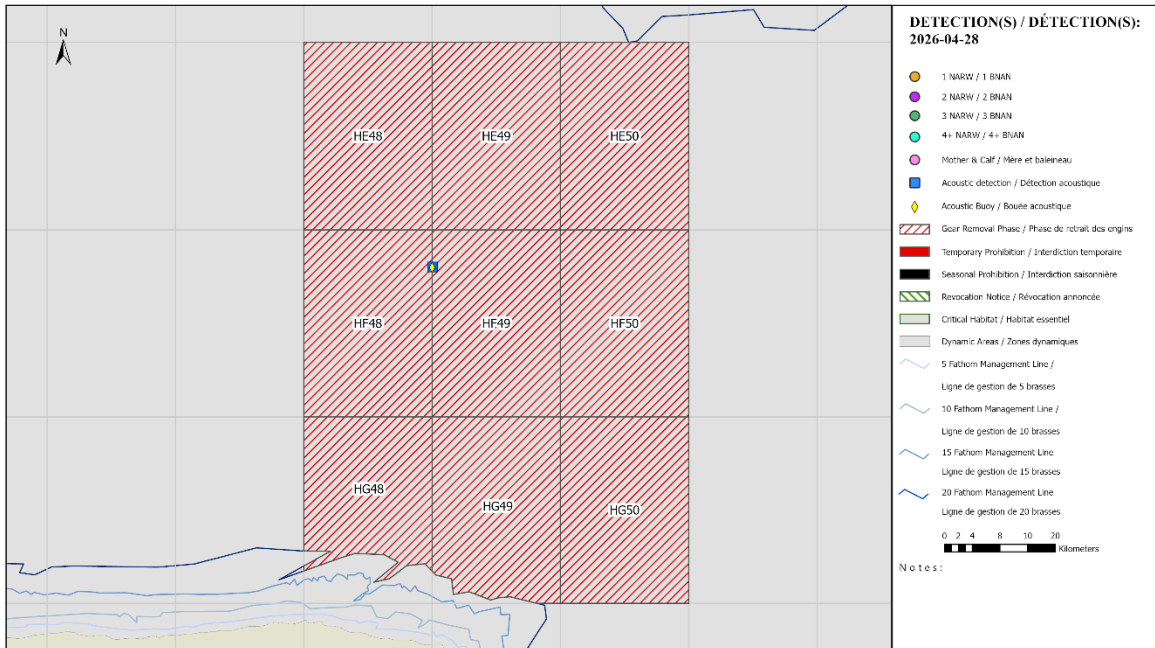 N
HE48
HE49
HE50
HF48
HF49
HF50
HG48
HG49
HG50
DETECTION(S) / DÉTECTION(S):
2026-04-28
1 NARW / 1 BNAN
2 NARW / 2 BNAN
3 NARW / 3 BNAN
4+ NARW / 4+ BNAN
Mother & Calf / Mère et baleineau
Acoustic detection / Détection acoustique
Acoustic Buoy / Bouée acoustique
Gear Removal Phase / Phase de retrait des engins
Temporary Prohibition / Interdiction temporaire
Seasonal Prohibition / Interdiction saisonnière
Revocation Notice / Révocation annoncée
Critical Habitat / Habitat essentiel
Dynamic Areas / Zones dynamiques
5 Fathom Management Line /
Ligne de gestion de 5 brasses
10 Fathom Management Line /
Ligne de gestion de 10 brasses
15 Fathom Management Line
Ligne de gestion de 15 brasses
20 Fathom Management Line
Ligne de gestion de 20 brasses
0 2 4 8 10 20
Kilometers
Notes: